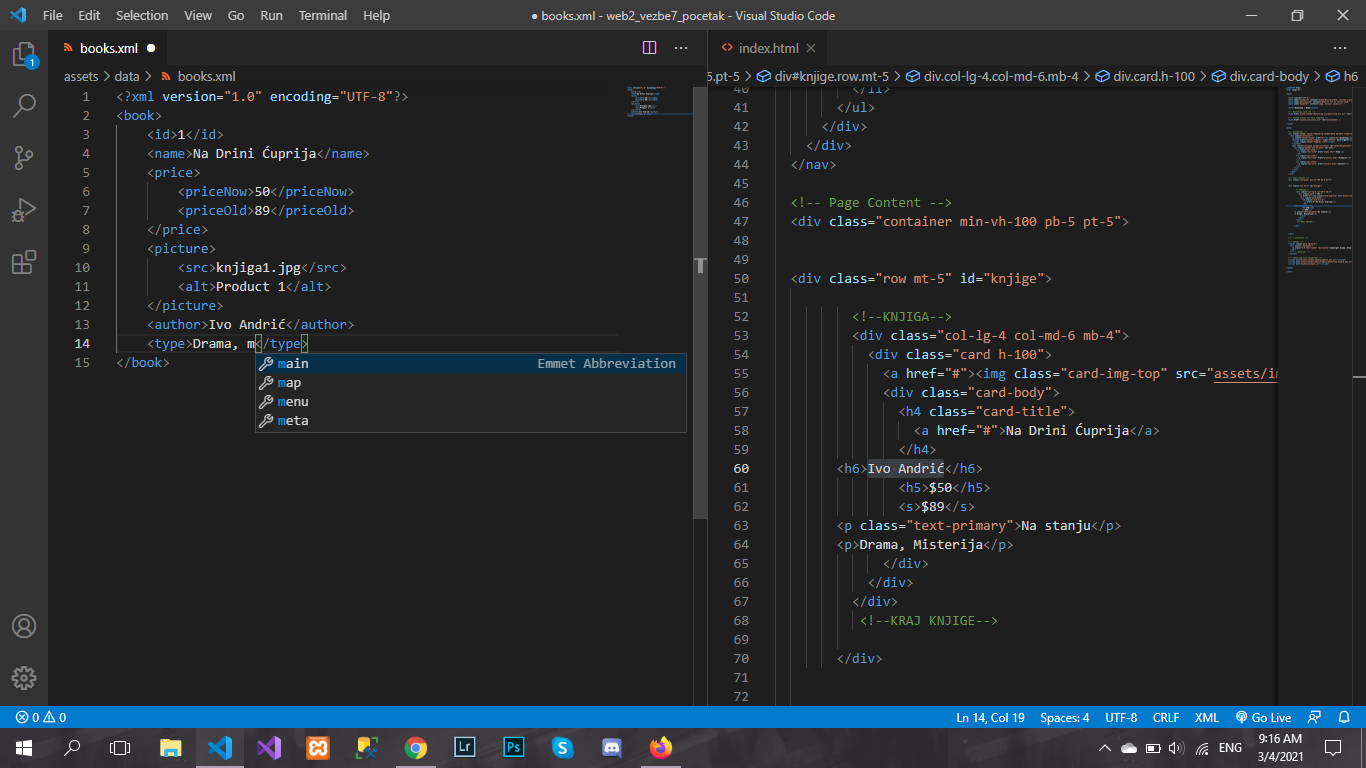 File Edit Selection View Go Run Terminal Help
● books.xml - web2_vezbe7_pocetak - Visual Studio Code
books.xml
index.html
assets > data > books.xml
5.pt-5 > div#knjige.row.mt-5 > div.col-lg-4.col-md-6.mb-4 > div.card.h-100 > div.card-body > h6
1
1 <?xml version="1.0" encoding="UTF-8"?>
2 <book>
3 <id>1</id>
4 <name>Na Drini Ćuprija</name>
5 <price>
6 <priceNow>50</priceNow>
7 <priceOld>89</priceOld>
8 </price>
9 <picture>
10 <src>knjiga1.jpg</src>
11 <alt>Product 1</alt>
12 </picture>
13 <author>Ivo Andrić</author>
14 <type>Drama, m</type>
15 </book>
main Emmet Abbreviation
map
menu
meta
40 </li>
41 </ul>
42 </div>
43 </div>
44 </nav>
45
46 <!-- Page Content -->
47 <div class="container min-vh-100 pb-5 pt-5">
48
49
50 <div class="row mt-5" id="knjige">
51
52 <!--KNJIGA-->
53 <div class="col-lg-4 col-md-6 mb-4">
54 <div class="card h-100">
55 <a href="#"><img class="card-img-top" src="assets/i
56 <div class="card-body">
57 <h4 class="card-title">
58 <a href="#">Na Drini Ćuprija</a>
59 </h4>
60 <h6>Ivo Andrić</h6>
61 <h5>$50</h5>
62 <s>$89</s>
63 <p class="text-primary">Na stanju</p>
64 <p>Drama, Misterija</p>
65 </div>
66 </div>
67 </div>
68 <!--KRAJ KNJIGE-->
69
70 </div>
71
72
0 0
Ln 14, Col 19 Spaces: 4 UTF-8 CRLF XML Go Live
Lr Ps
ENG
9:16 AM
3/4/2021